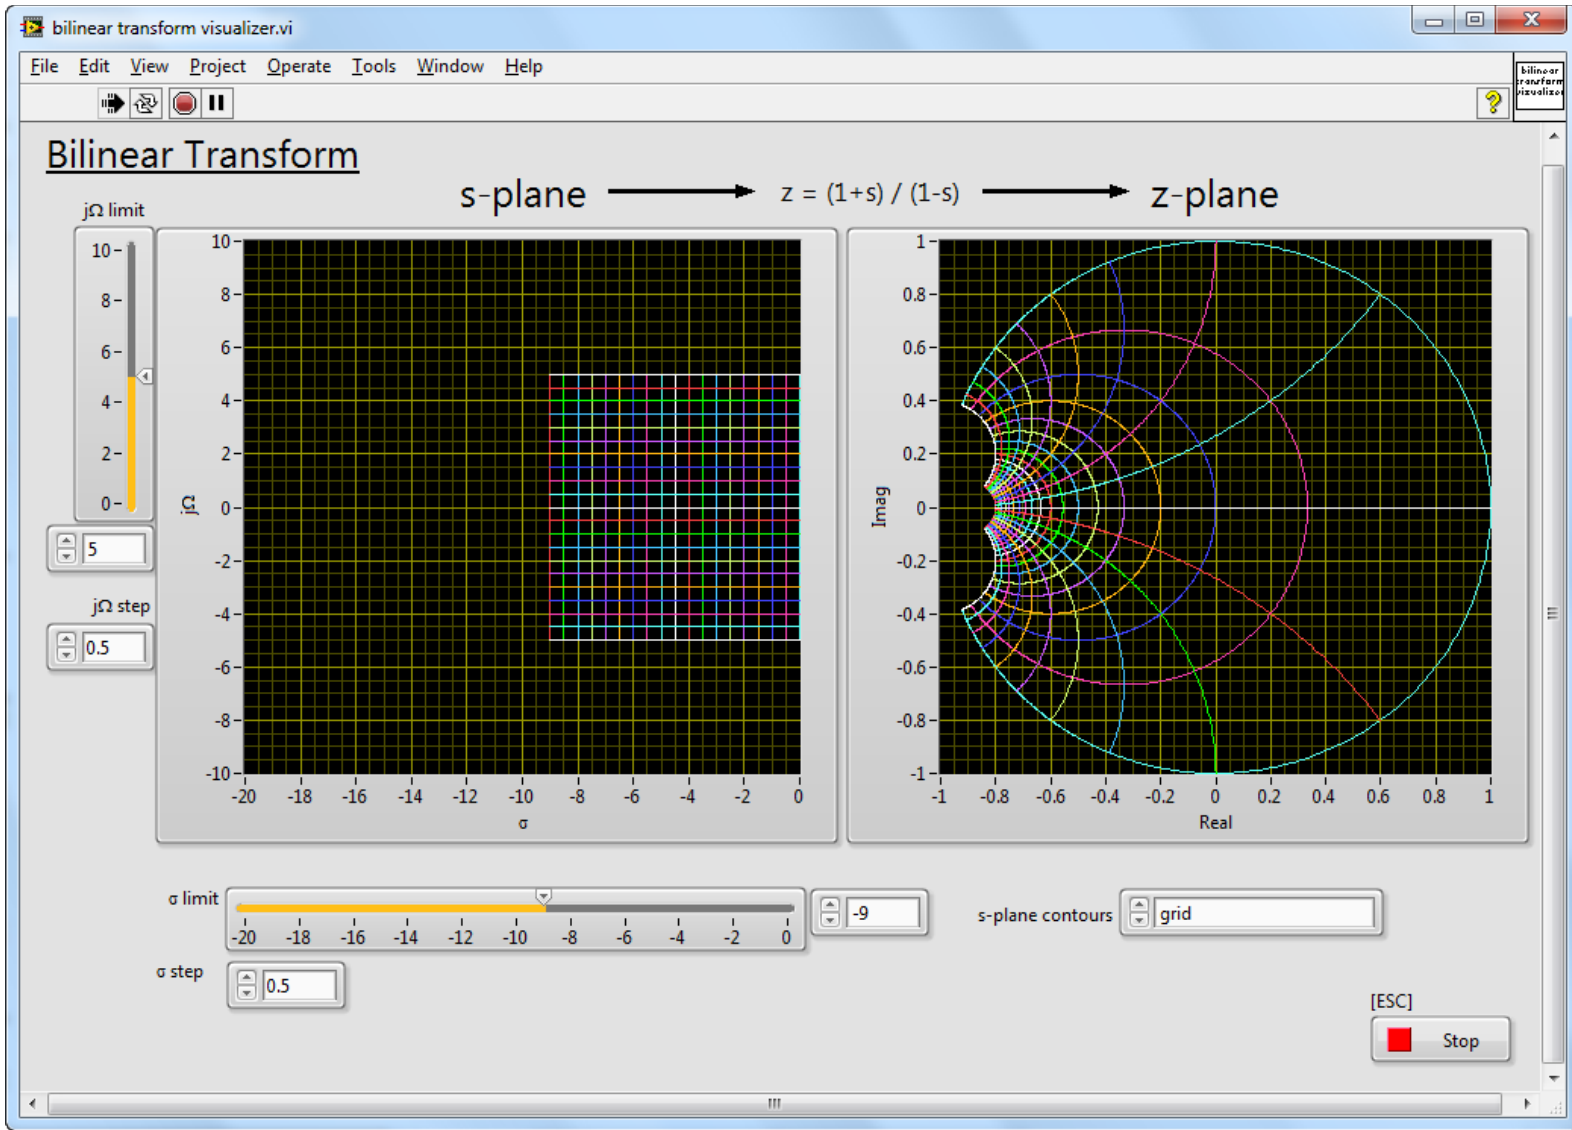 bilinear transform visualizer.vi
File Edit View Project Operate Tools Window Help
bilinear
transform
visualizer
Bilinear Transform
s-plane z = (1+s) / (1-s) z-plane
jΩ limit
10
8
6
4
2
0
5
jΩ step
0.5
10
8
6
4
2
0
-2
-4
-6
-8
-10
jΩ
-20 -18 -16 -14 -12 -10 -8 -6 -4 -2 0
σ
1
0.8
0.6
0.4
0.2
0
-0.2
-0.4
-0.6
-0.8
-1
Imag
-1 -0.8 -0.6 -0.4 -0.2 0 0.2 0.4 0.6 0.8 1
Real
σ limit
-20 -18 -16 -14 -12 -10 -8 -6 -4 -2 0
-9
s-plane contours grid
σ step
0.5
[ESC]
Stop